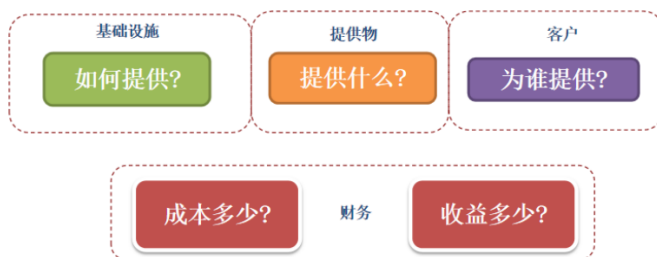 基础设施
提供物
客户
如何提供?
提供什么?
为谁提供?
成本多少?
财务
收益多少?